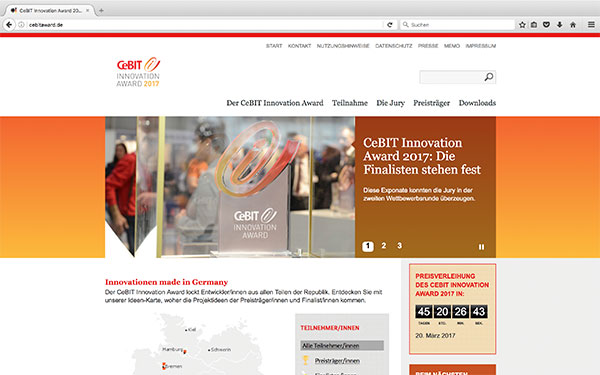 CeBIT Innovation Award 20...
cebitaward.de
Suchen
START KONTAKT NUTZUNGSHINWEISE DATENSCHUTZ PRESSE MEMO IMPRESSUM
CeBIT
INNOVATION
AWARD 2017
Der CeBIT Innovation Award Teilnahme Die Jury Preisträger Downloads
CeBIT
INNOVATION
AWARD
CeBIT Innovation
Award 2017: Die
Finalisten stehen fest
Diese Exponate konnten die Jury in der
zweiten Wettbewerbsrunde überzeugen.
1 2 3
Innovationen made in Germany
Der CeBIT Innovation Award lockt Entwickler/innen aus allen Teilen der Republik. Entdecken Sie mit
unserer Ideen-Karte, woher die Projektideen der Preisträger/innen und Finalist/innen kommen.
Kiel
Hamburg
Schwerin
Bremen
TEILNEHMER/INNEN
Alle Teilnehmer/innen
Preisträger/innen
Finalisten/innen
PREISVERLEIHUNG
DES CEBIT INNOVATION
AWARD 2017 IN:
45 20 26 43
TAGEN STD. MIN. SEK.
20. März 2017
BEIM NÄCHSTEN